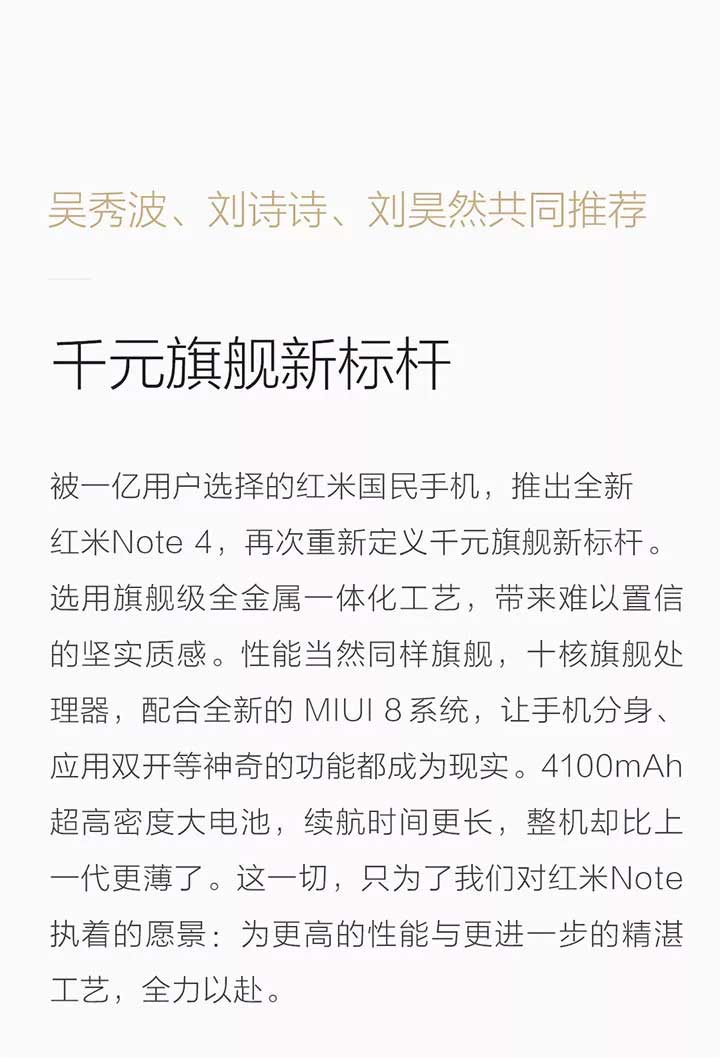 吴秀波、刘诗诗、刘昊然共同推荐
千元旗舰新标杆
被一亿用户选择的红米国民手机，推出全新
红米Note 4，再次重新定义千元旗舰新标杆。
选用旗舰级全金属一体化工艺，带来难以置信
的坚实质感。性能当然同样旗舰，十核旗舰处
理器，配合全新的 MIUI 8系统，让手机分身、
应用双开等神奇的功能都成为现实。4100mAh
超高密度大电池，续航时间更长，整机却比上
一代更薄了。这一切，只为了我们对红米Note
执着的愿景：为更高的性能与更进一步的精湛
工艺，全力以赴。